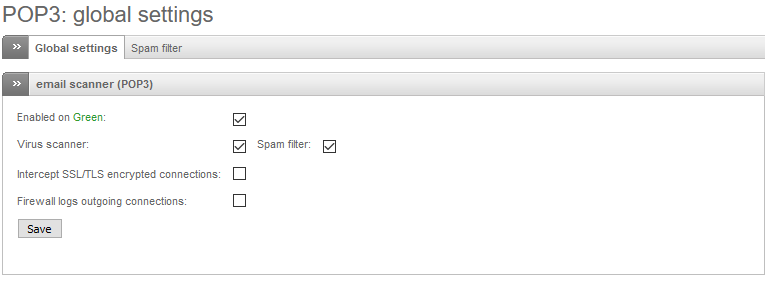 POP3: global settings
» Global settings Spam filter
» email scanner (POP3)
Enabled on Green:
Virus scanner: Spam filter:
Intercept SSL/TLS encrypted connections:
Firewall logs outgoing connections:
Save